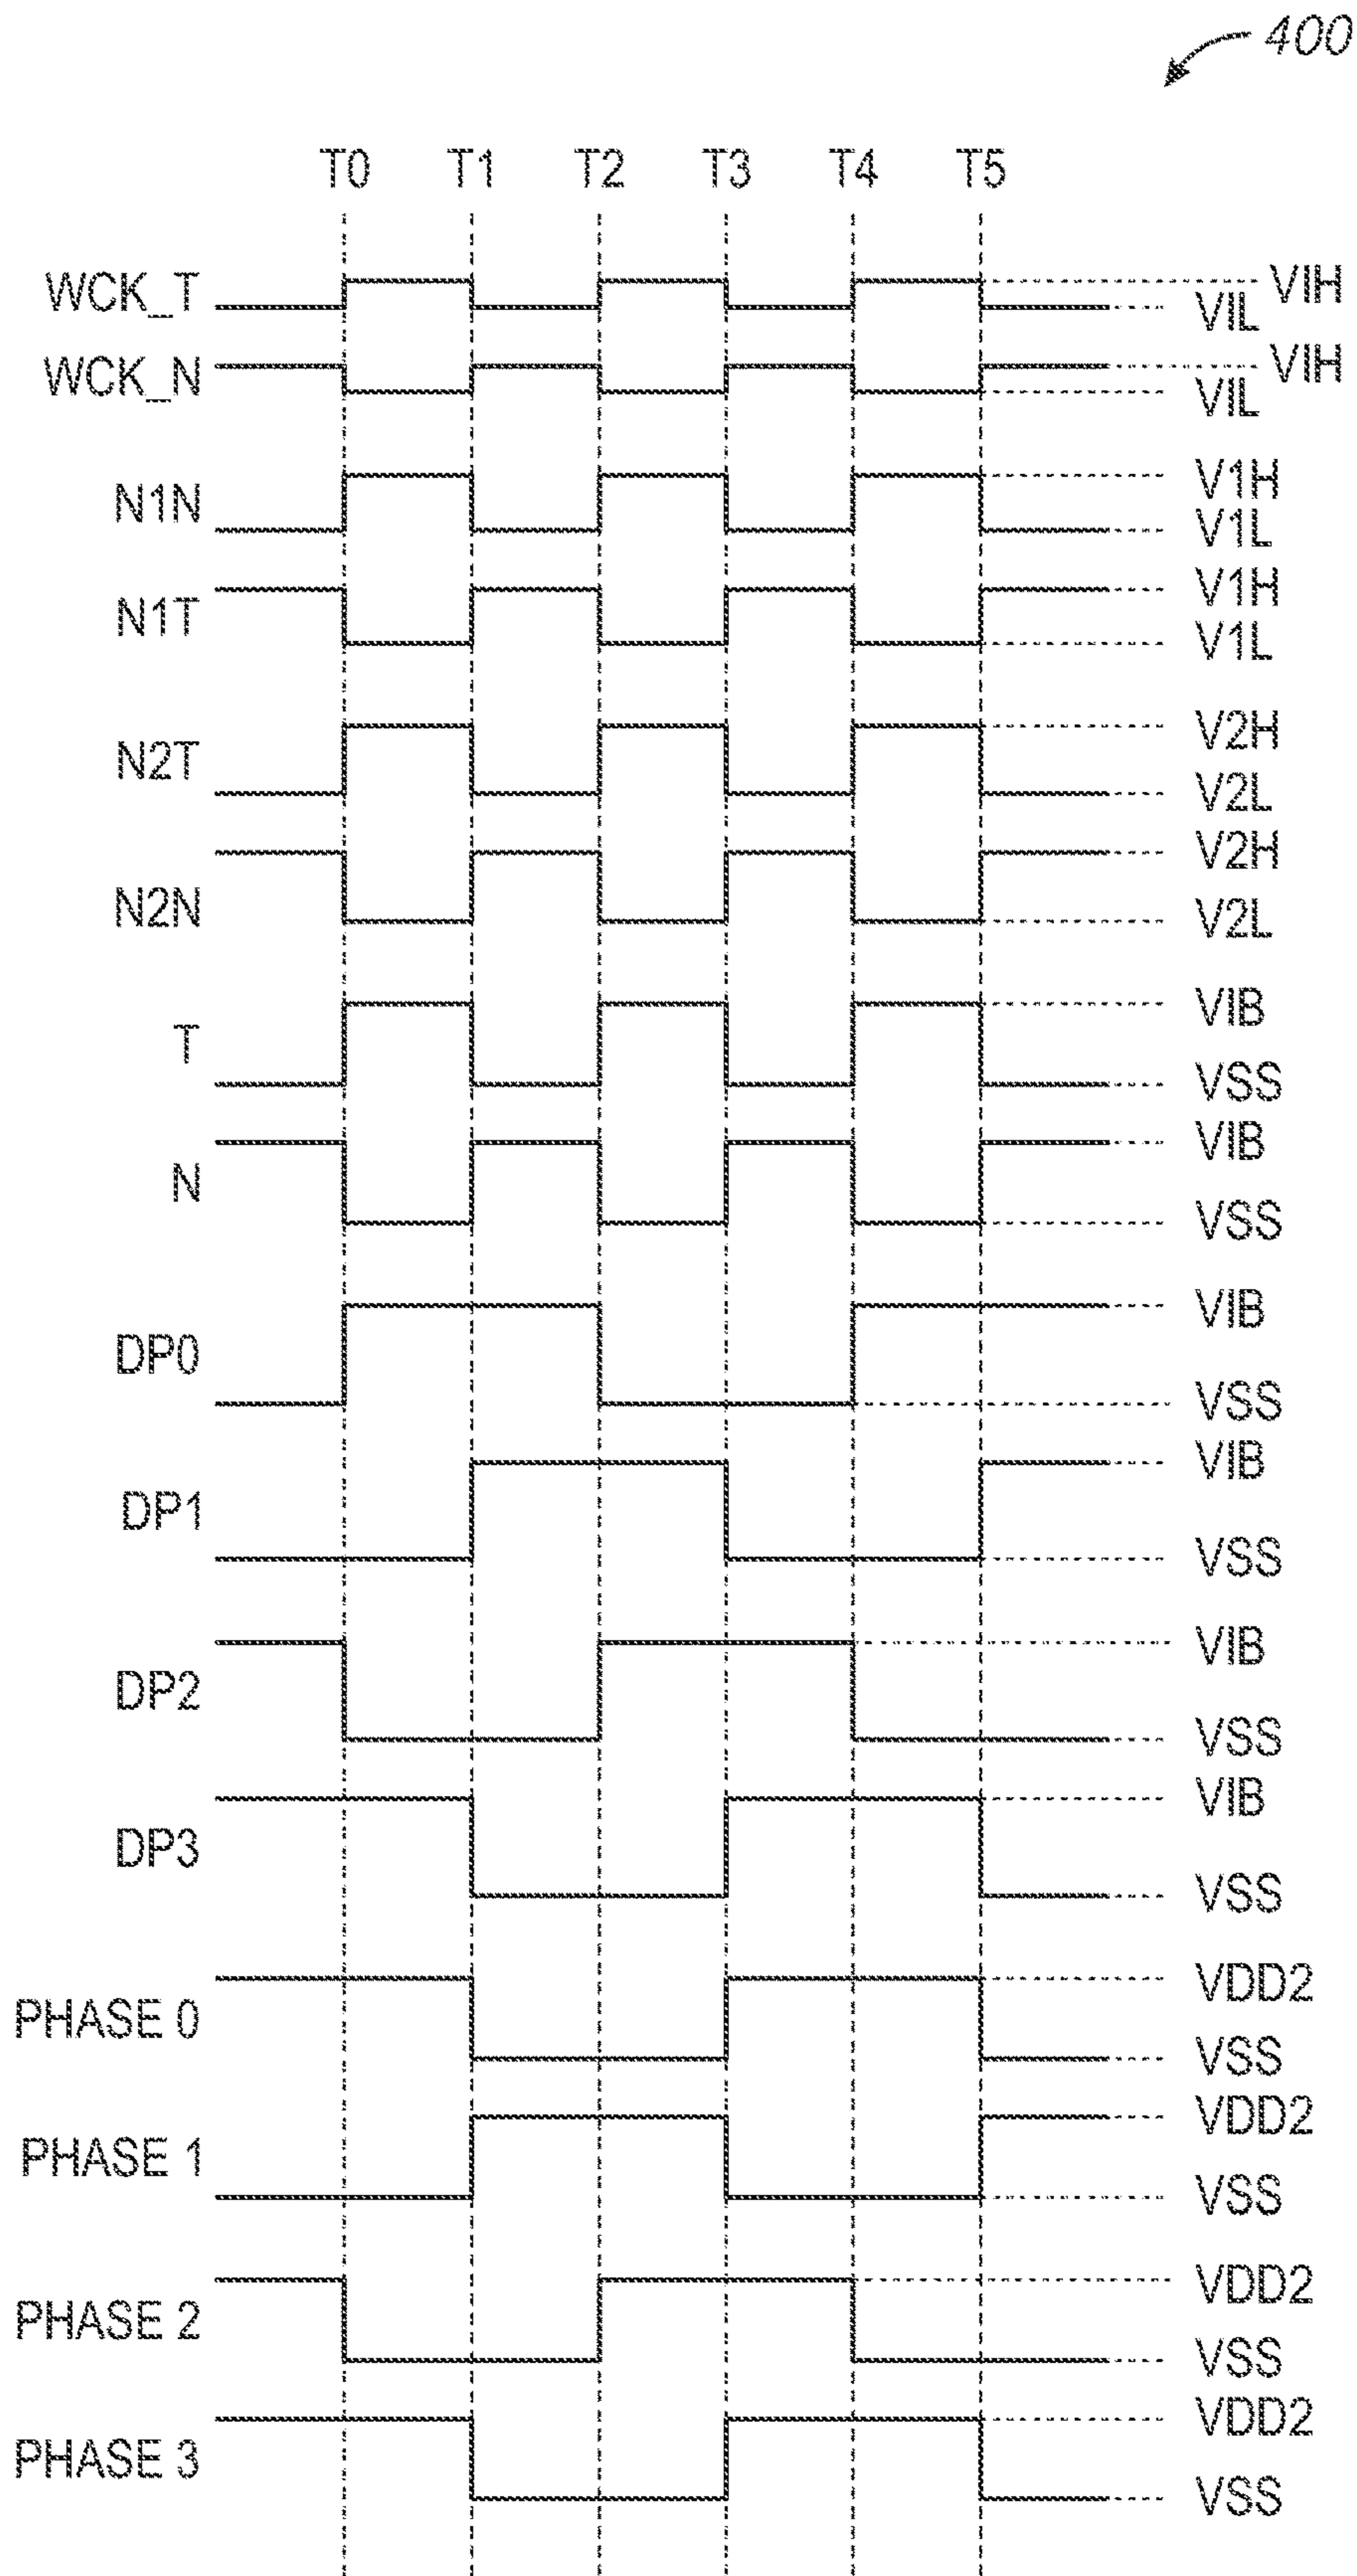 400
T0 T1 T2 T3 T4 T5
WCK_T VIH
VIL
WCK_N VIH
VIL
N1N V1H
V1L
N1T V1H
V1L
N2T V2H
V2L
N2N V2H
V2L
T VIB
VSS
N VIB
VSS
DP0 VIB
VSS
DP1 VIB
VSS
DP2 VIB
VSS
DP3 VIB
VSS
PHASE 0 VDD2
VSS
PHASE 1 VDD2
VSS
PHASE 2 VDD2
VSS
PHASE 3 VDD2
VSS